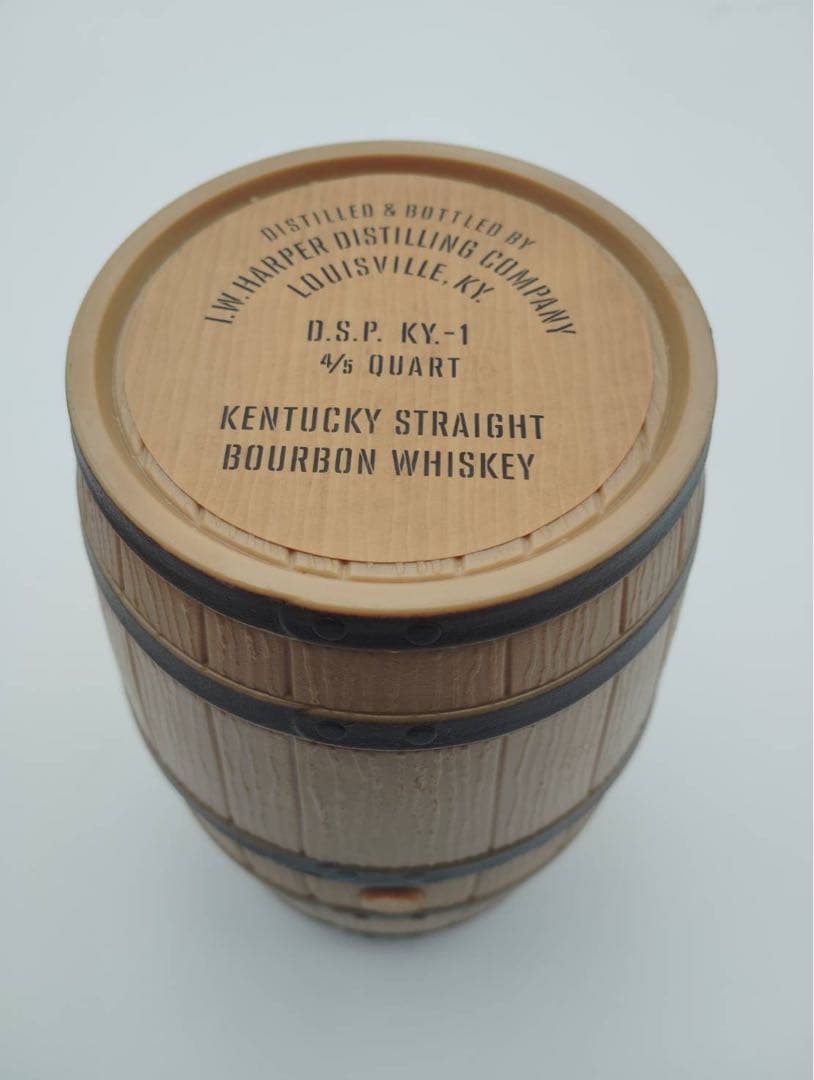 DISTILLED & BOTTLED BY
I.W. HARPER DISTILLING COMPANY
LOUISVILLE, KY.
D.S.P. KY.-1
4/5 QUART
KENTUCKY STRAIGHT
BOURBON WHISKEY